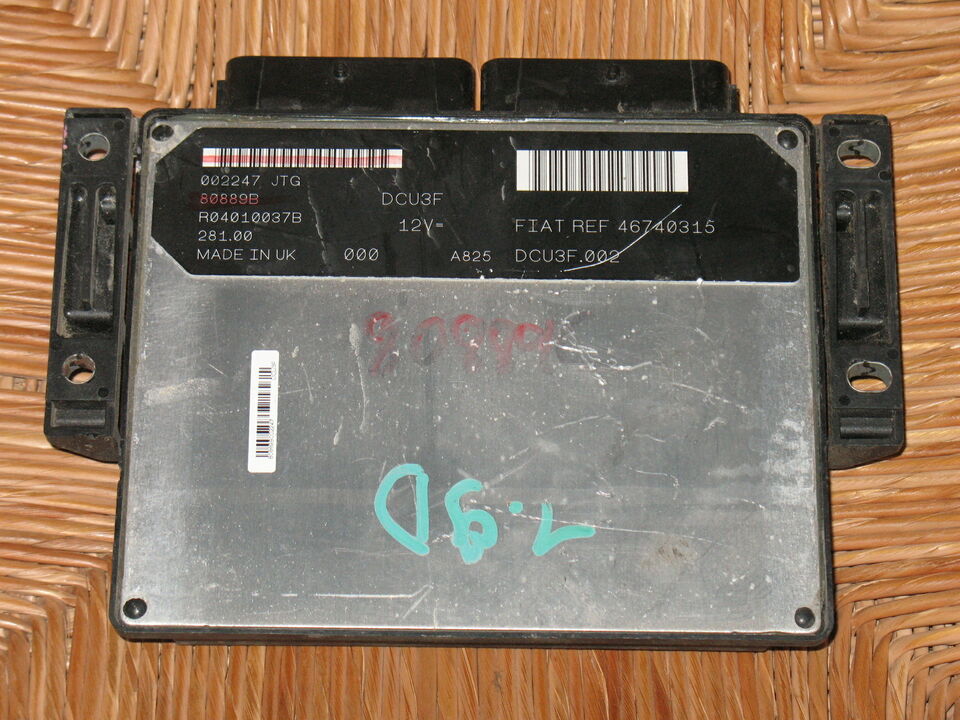 002247 JTG
80889B
R04010037B
281.00
MADE IN UK
000
DCU3F
12V=
A825
FIAT REF 46740315
DCU3F.002
1.9D